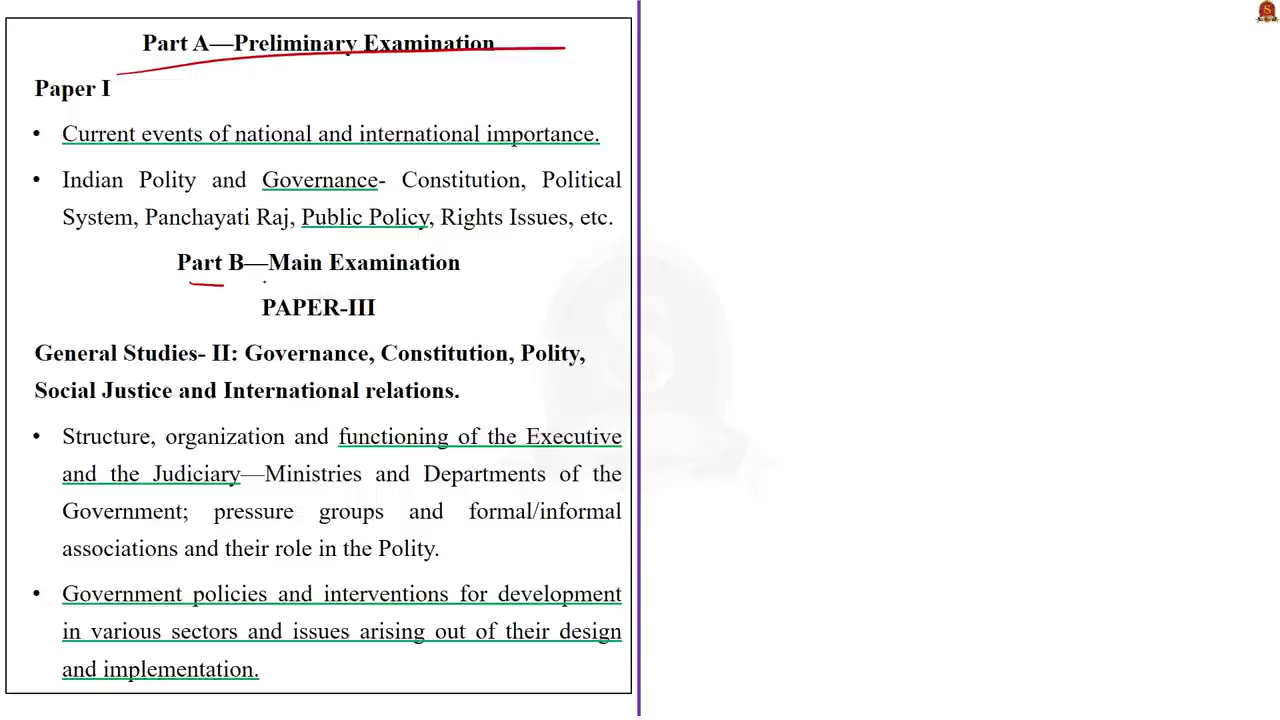 Part A—Preliminary Examination
Paper I
• Current events of national and international importance.
• Indian Polity and Governance- Constitution, Political
System, Panchayati Raj, Public Policy, Rights Issues, etc.
Part B—Main Examination
PAPER-III
General Studies- II: Governance, Constitution, Polity,
Social Justice and International relations.
• Structure, organization and functioning of the Executive
and the Judiciary—Ministries and Departments of the
Government; pressure groups and formal/informal
associations and their role in the Polity.
• Government policies and interventions for development
in various sectors and issues arising out of their design
and implementation.